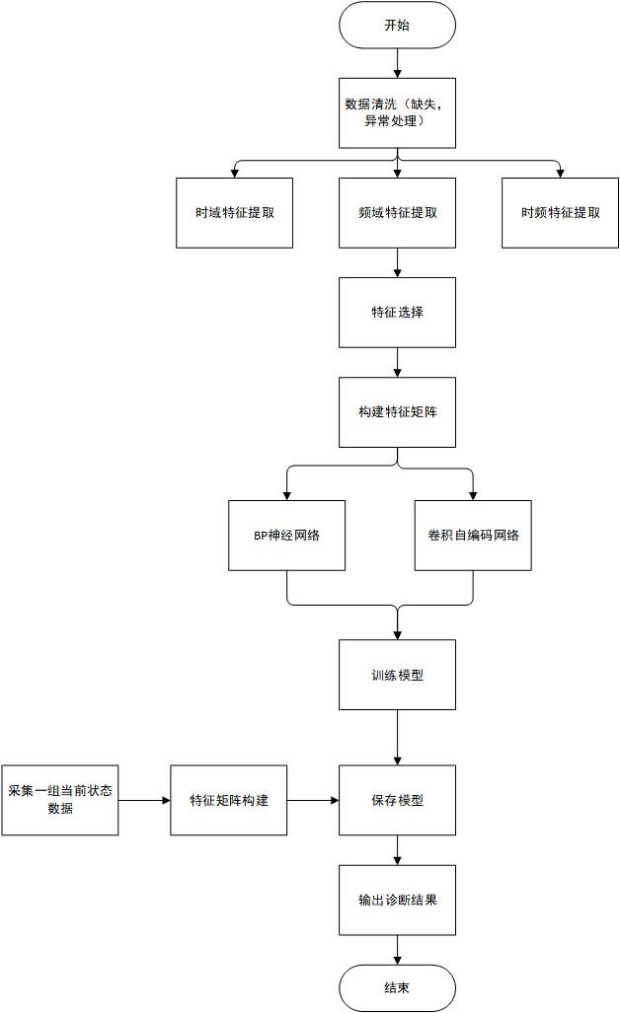 开始
数据清洗（缺失，
异常处理）
时域特征提取
频域特征提取
时频特征提取
特征选择
构建特征矩阵
BP神经网络
卷积自编码网络
训练模型
采集一组当前状态
数据
特征矩阵构建
保存模型
输出诊断结果
结束